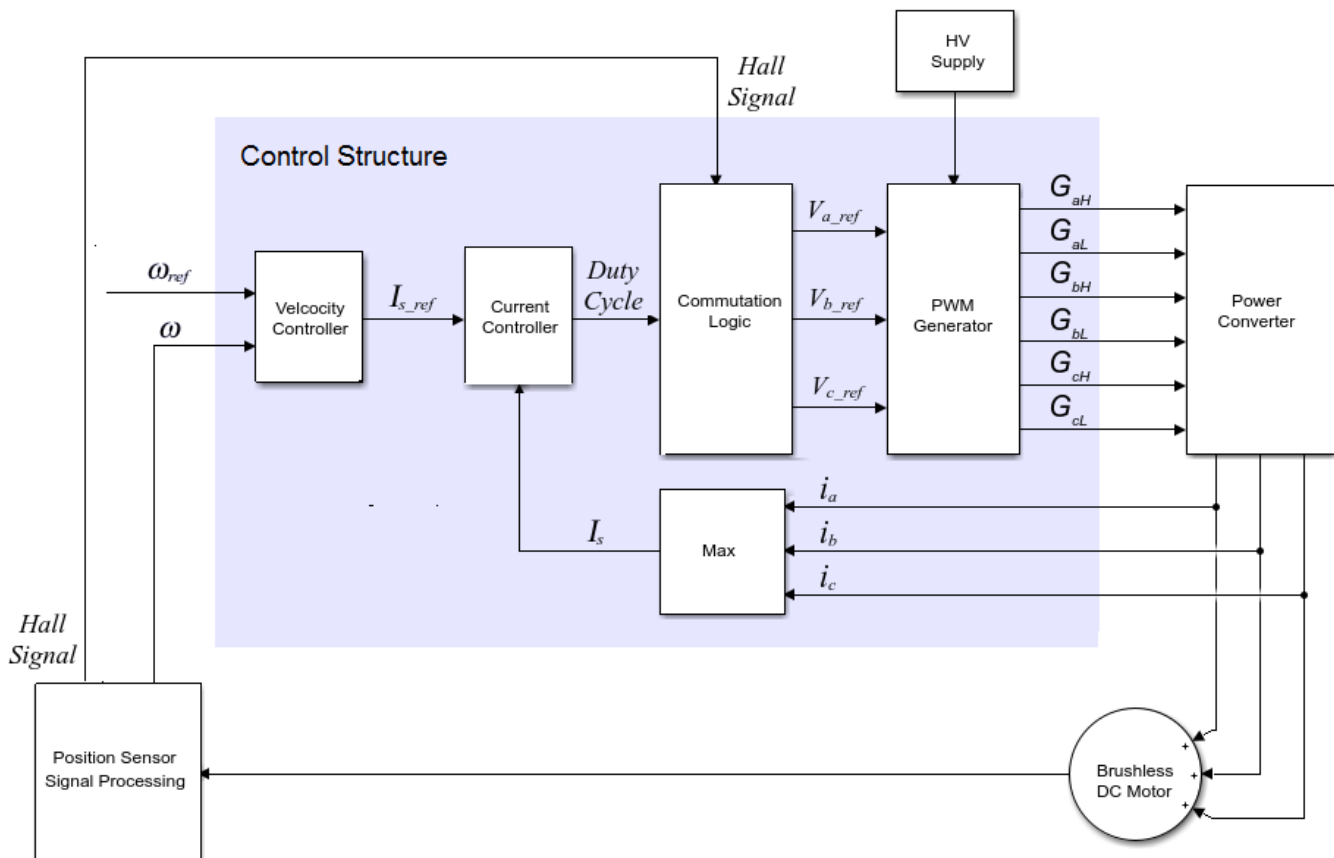 HV
Supply
Hall
Signal
Control Structure
ω_ref
ω
Velcocity
Controller
I_s_ref
Current
Controller
Duty
Cycle
Commutation
Logic
V_a_ref
V_b_ref
V_c_ref
PWM
Generator
G_aH
G_aL
G_bH
G_bL
G_cH
G_cL
Power
Converter
I_s
Max
i_a
i_b
i_c
Hall
Signal
Position Sensor
Signal Processing
Brushless
DC Motor
+
+
+